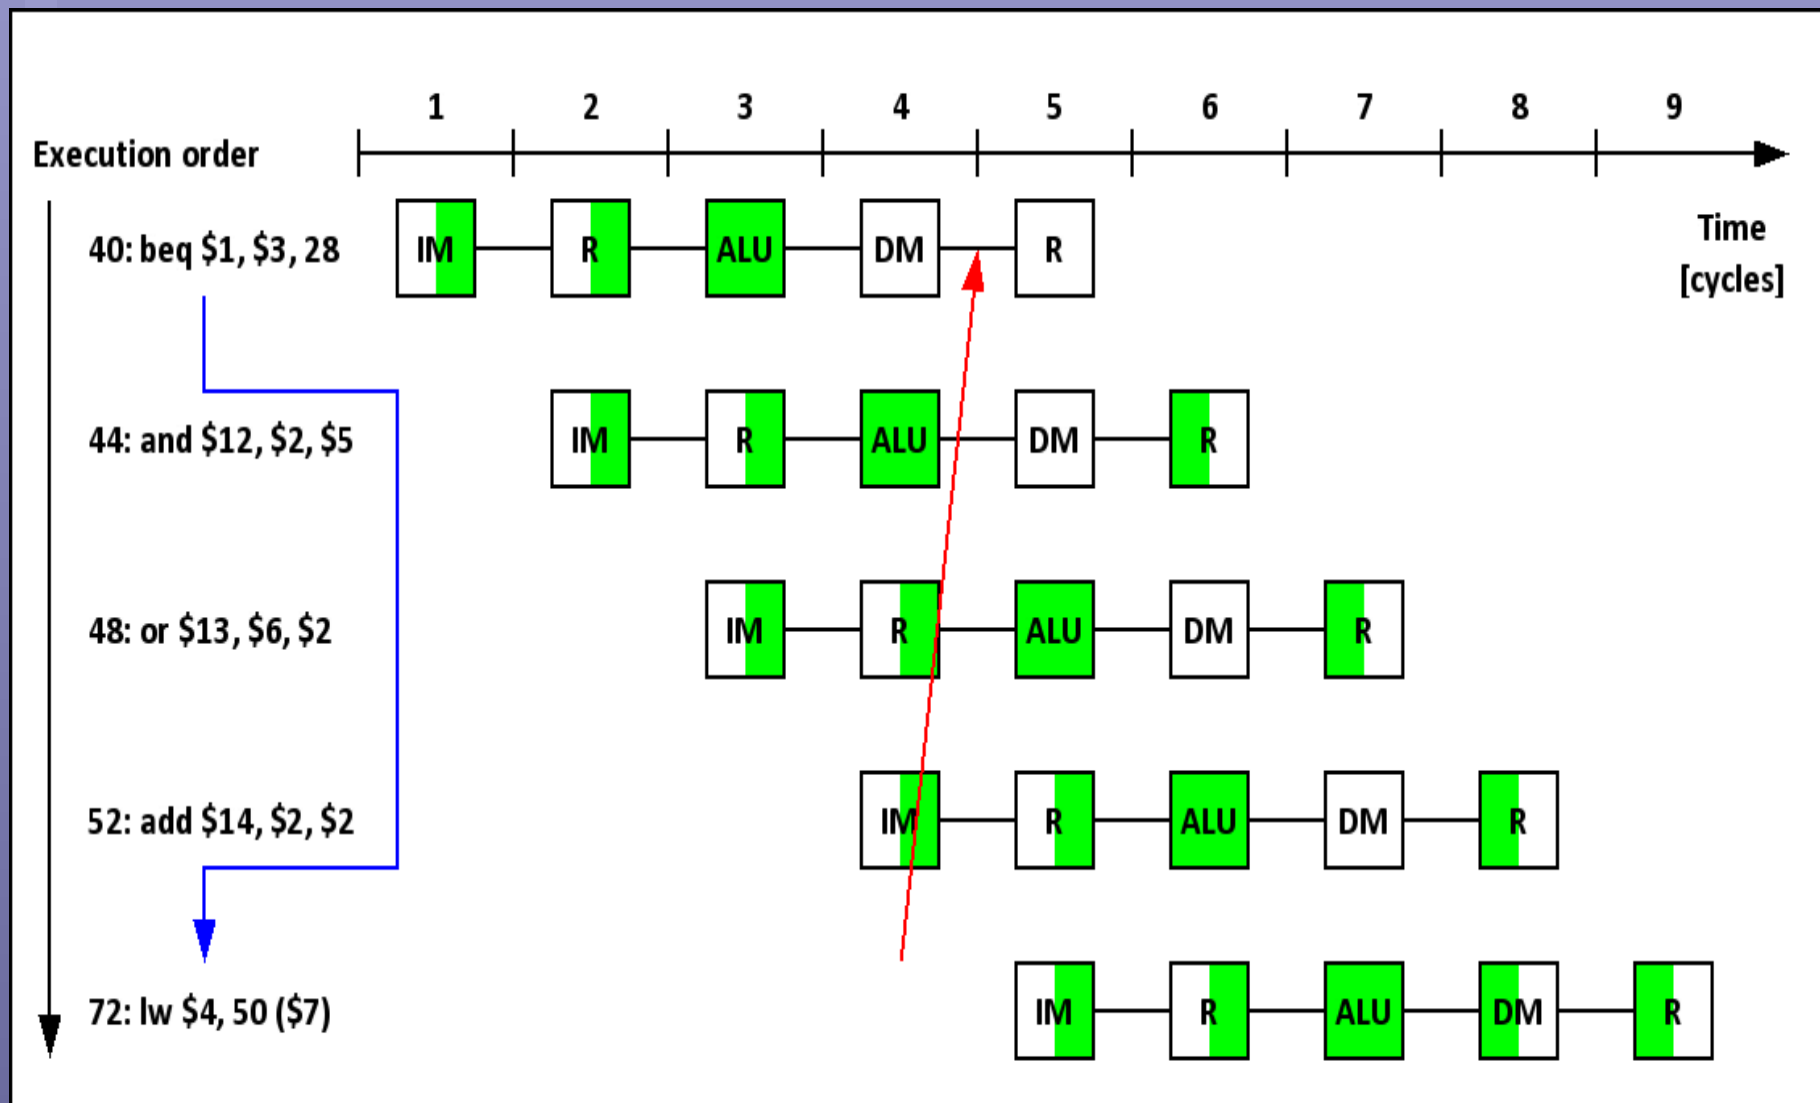 1 2 3 4 5 6 7 8 9
Execution order
Time
[cycles]
40: beq $1, $3, 28 IM R ALU DM R
44: and $12, $2, $5 IM R ALU DM R
48: or $13, $6, $2 IM R ALU DM R
52: add $14, $2, $2 IM R ALU DM R
72: lw $4, 50 ($7) IM R ALU DM R